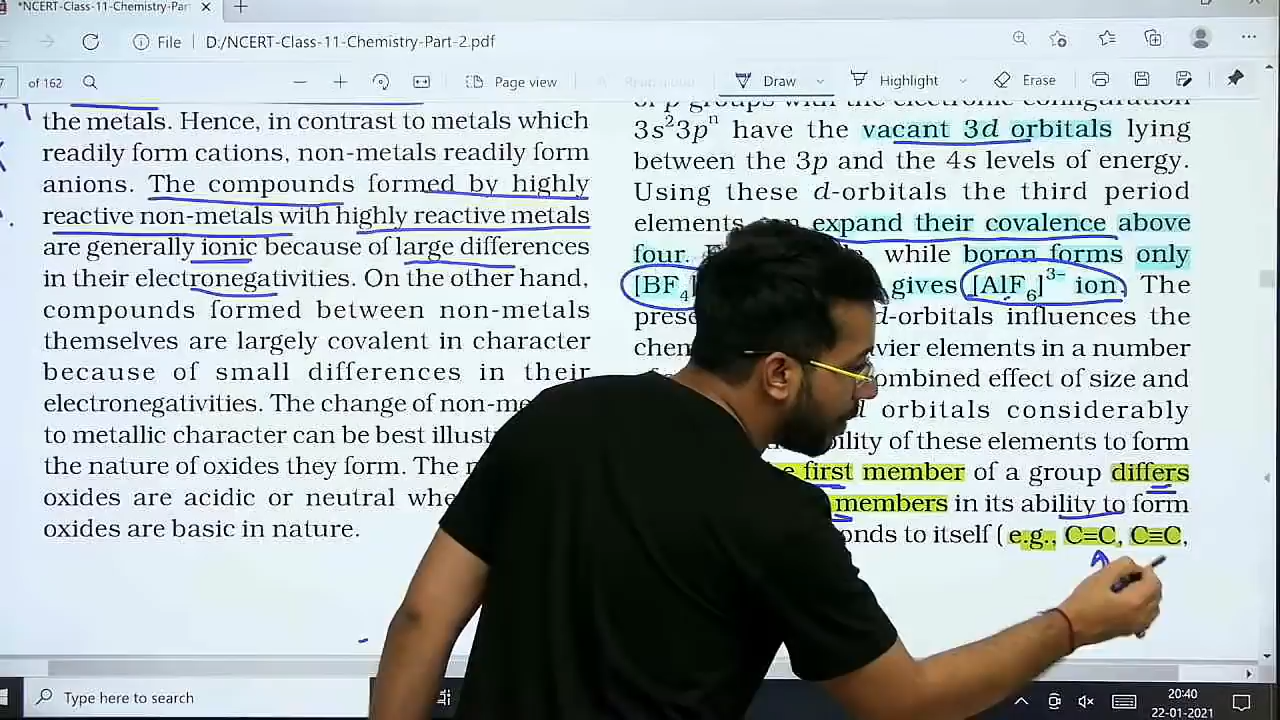 *NCERT-Class-11-Chemistry-Part
File D:/NCERT-Class-11-Chemistry-Part-2.pdf
7 of 162
Page view
Draw
Highlight
Erase
the metals. Hence, in contrast to metals which
readily form cations, non-metals readily form
anions. The compounds formed by highly
reactive non-metals with highly reactive metals
are generally ionic because of large differences
in their electronegativities. On the other hand,
compounds formed between non-metals
themselves are largely covalent in character
because of small differences in their
electronegativities. The change of non-me
to metallic character can be best illust
the nature of oxides they form. The
oxides are acidic or neutral
oxides are basic in nature.
of p groups with the electronic configuration
3s²3pⁿ have the vacant 3d orbitals lying
between the 3p and the 4s levels of energy.
Using these d-orbitals the third period
elements expand their covalence above
four. while boron forms only
[BF₄] gives [AlF₆]³⁻ ion. The
prese d-orbitals influences the
chem vier elements in a number
ombined effect of size and
d orbitals considerably
ility of these elements to form
first member of a group differs
members in its ability to form
onds to itself (e.g., C=C, C≡C,
Type here to search
20:40
22-01-2021